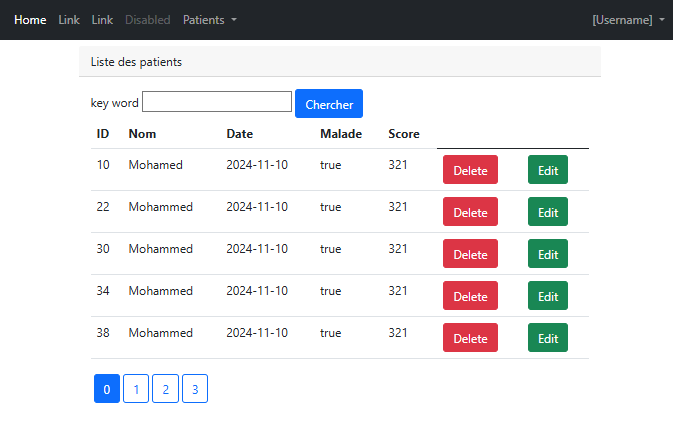 Home Link Link Disabled Patients [Username]
Liste des patients
key word Chercher
ID Nom Date Malade Score
10 Mohamed 2024-11-10 true 321 Delete Edit
22 Mohammed 2024-11-10 true 321 Delete Edit
30 Mohammed 2024-11-10 true 321 Delete Edit
34 Mohammed 2024-11-10 true 321 Delete Edit
38 Mohammed 2024-11-10 true 321 Delete Edit
0 1 2 3